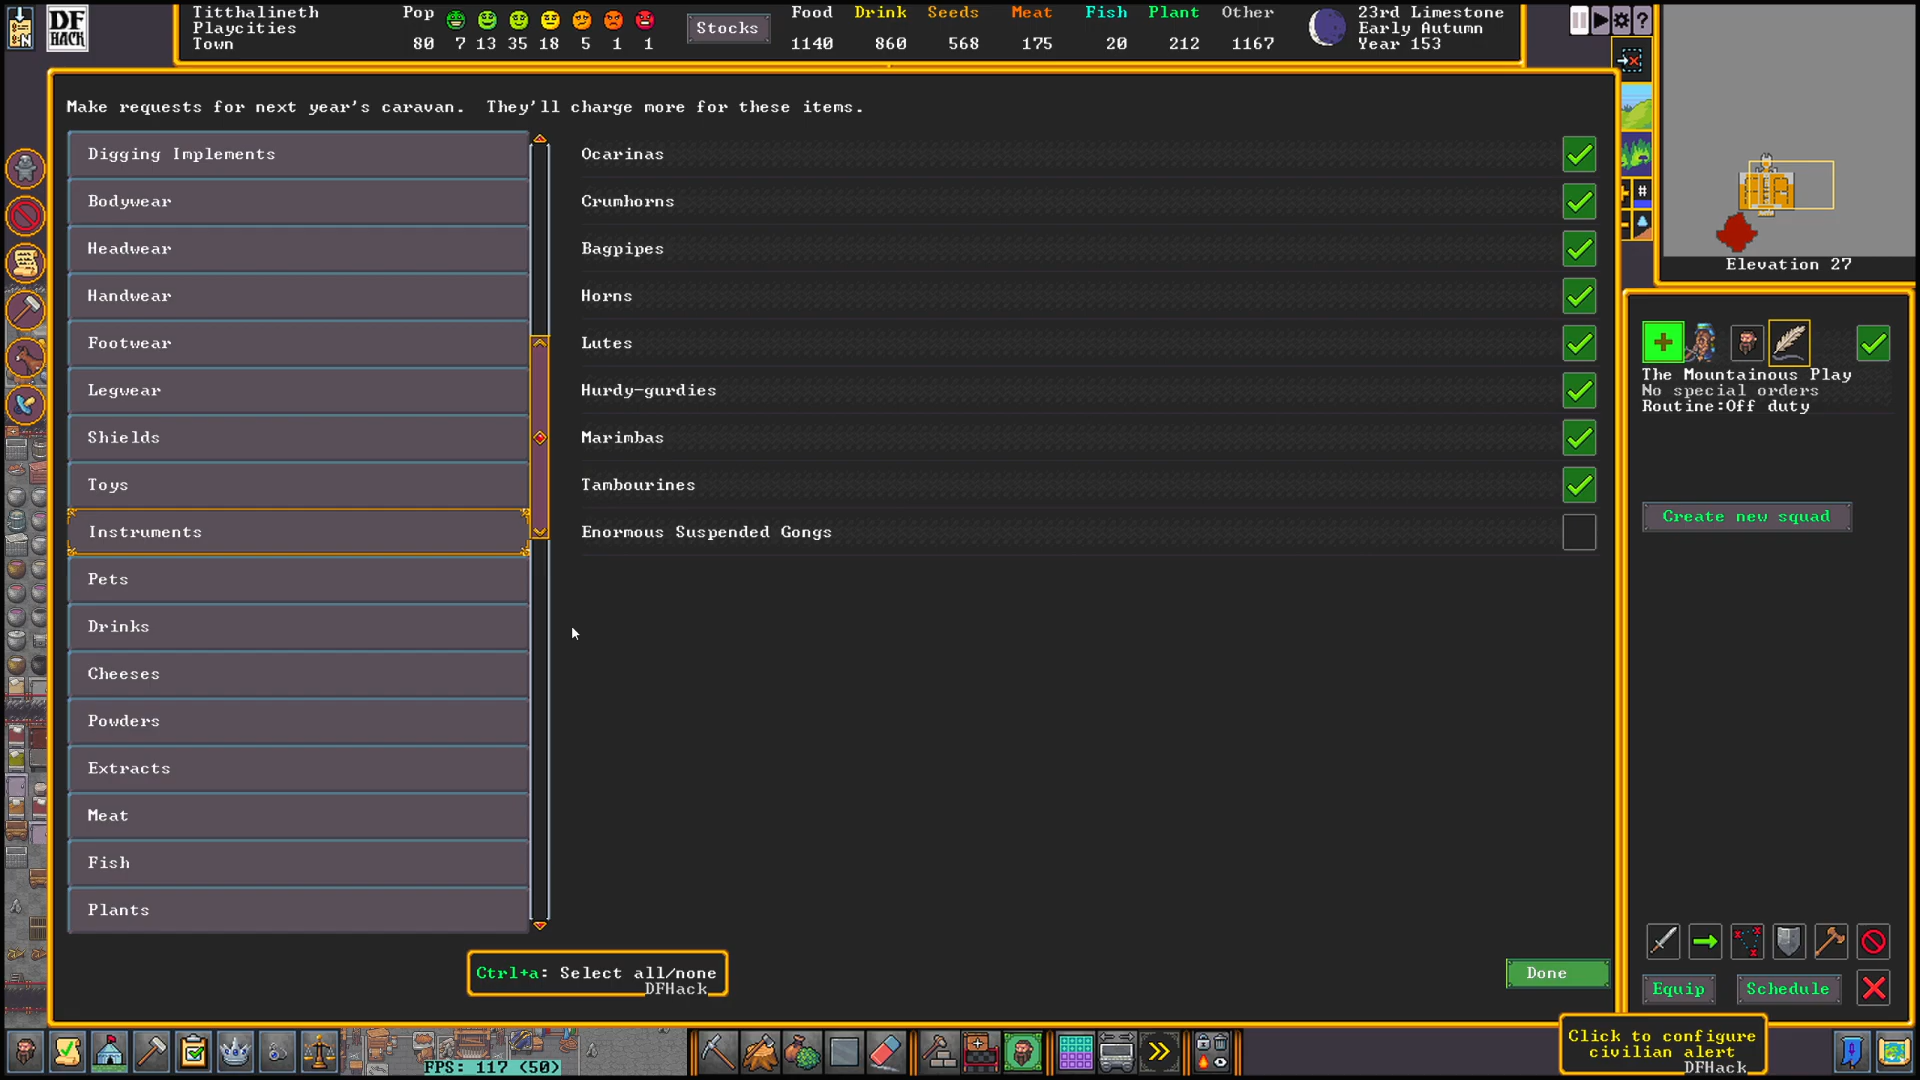 DF
HACK
Titthalineth
Playcities
Town
Pop
80 7 13 35 18 5 1 1
Stocks
Food Drink Seeds Meat Fish Plant Other
1140 860 568 175 20 212 1167
23rd Limestone
Early Autumn
Year 153
?
Elevation 27
Make requests for next year's caravan. They'll charge more for these items.
Digging Implements
Bodywear
Headwear
Handwear
Footwear
Legwear
Shields
Toys
Instruments
Pets
Drinks
Cheeses
Powders
Extracts
Meat
Fish
Plants
Ocarinas
Crumhorns
Bagpipes
Horns
Lutes
Hurdy-gurdies
Marimbas
Tambourines
Enormous Suspended Gongs
Ctrl+a: Select all/none
DFHack
Done
#
The Mountainous Play
No special orders
Routine:Off duty
Create new squad
Equip
Schedule
FPS: 117 (50)
Click to configure
civilian alert
DFHack